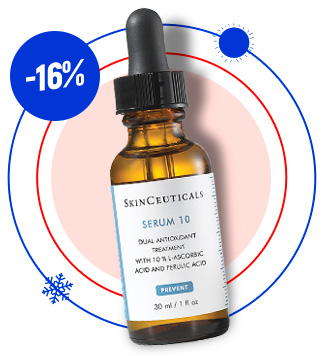 -16%
SKINCEUTICALS
SERUM 10
DUAL ANTIOXIDANT
TREATMENT
WITH 10 % L-ASCORBIC
ACID AND FERULIC ACID
PREVENT
30 ml / 1 fl oz